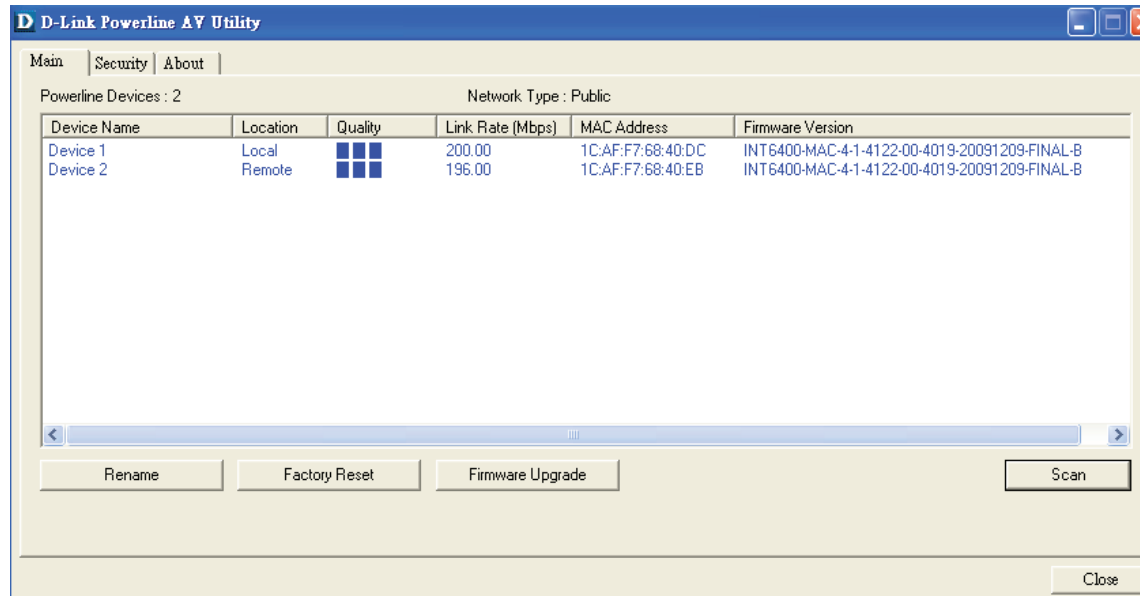 D D-Link Powerline AV Utility
Main Security About
Powerline Devices : 2 Network Type : Public
Device Name Location Quality Link Rate (Mbps) MAC Address Firmware Version
Device 1 Local 200.00 1C:AF:F7:68:40:DC INT6400-MAC-4-1-4122-00-4019-20091209-FINAL-B
Device 2 Remote 196.00 1C:AF:F7:68:40:EB INT6400-MAC-4-1-4122-00-4019-20091209-FINAL-B
Rename Factory Reset Firmware Upgrade Scan
Close